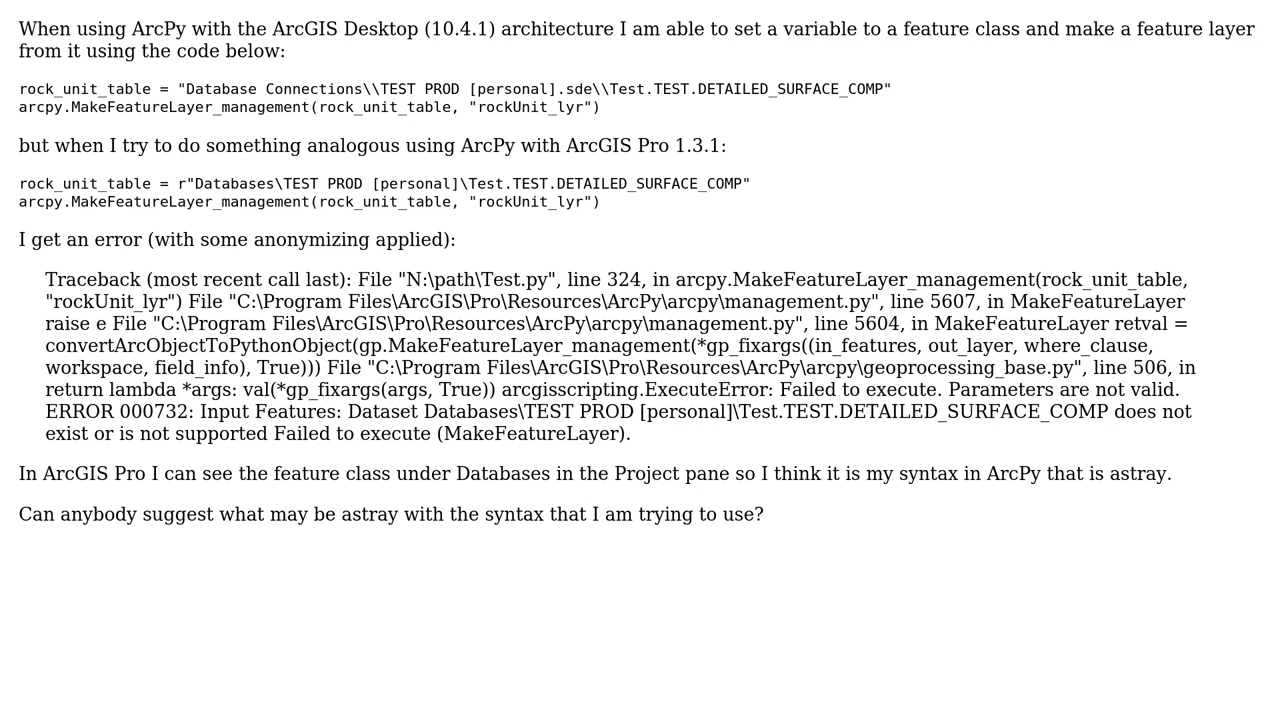 When using ArcPy with the ArcGIS Desktop (10.4.1) architecture I am able to set a variable to a feature class and make a feature layer
from it using the code below:
rock_unit_table = "Database Connections\\TEST PROD [personal].sde\\Test.TEST.DETAILED_SURFACE_COMP"
arcpy.MakeFeatureLayer_management(rock_unit_table, "rockUnit_lyr")
but when I try to do something analogous using ArcPy with ArcGIS Pro 1.3.1:
rock_unit_table = r"Databases\TEST PROD [personal]\Test.TEST.DETAILED_SURFACE_COMP"
arcpy.MakeFeatureLayer_management(rock_unit_table, "rockUnit_lyr")
I get an error (with some anonymizing applied):
Traceback (most recent call last): File "N:\path\Test.py", line 324, in arcpy.MakeFeatureLayer_management(rock_unit_table,
"rockUnit_lyr") File "C:\Program Files\ArcGIS\Pro\Resources\ArcPy\arcpy\management.py", line 5607, in MakeFeatureLayer
raise e File "C:\Program Files\ArcGIS\Pro\Resources\ArcPy\arcpy\management.py", line 5604, in MakeFeatureLayer retval =
convertArcObjectToPythonObject(gp.MakeFeatureLayer_management(*gp_fixargs((in_features, out_layer, where_clause,
workspace, field_info), True))) File "C:\Program Files\ArcGIS\Pro\Resources\ArcPy\arcpy\geoprocessing_base.py", line 506, in
return lambda *args: val(*gp_fixargs(args, True)) arcgisscripting.ExecuteError: Failed to execute. Parameters are not valid.
ERROR 000732: Input Features: Dataset Databases\TEST PROD [personal]\Test.TEST.DETAILED_SURFACE_COMP does not
exist or is not supported Failed to execute (MakeFeatureLayer).
In ArcGIS Pro I can see the feature class under Databases in the Project pane so I think it is my syntax in ArcPy that is astray.
Can anybody suggest what may be astray with the syntax that I am trying to use?